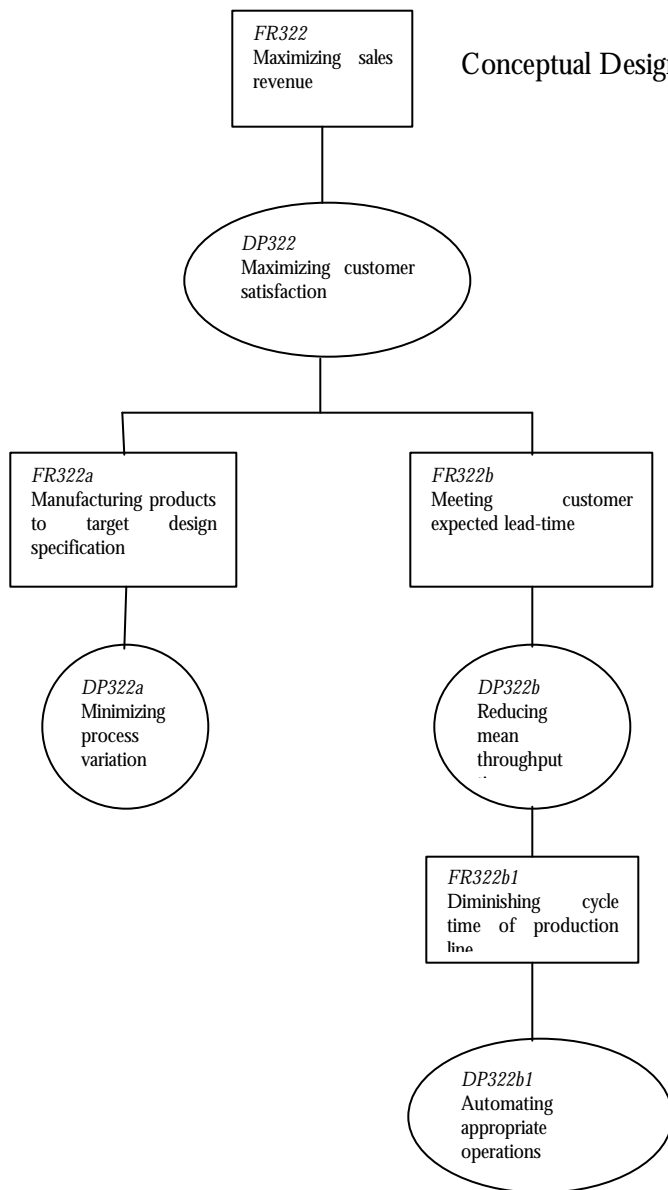 FR322
Maximizing sales
revenue
Conceptual Design
DP322
Maximizing customer
satisfaction
FR322a
Manufacturing products
to target design
specification
FR322b
Meeting customer
expected lead-time
DP322a
Minimizing
process
variation
DP322b
Reducing
mean
throughput
FR322b1
Diminishing cycle
time of production
line
DP322b1
Automating
appropriate
operations